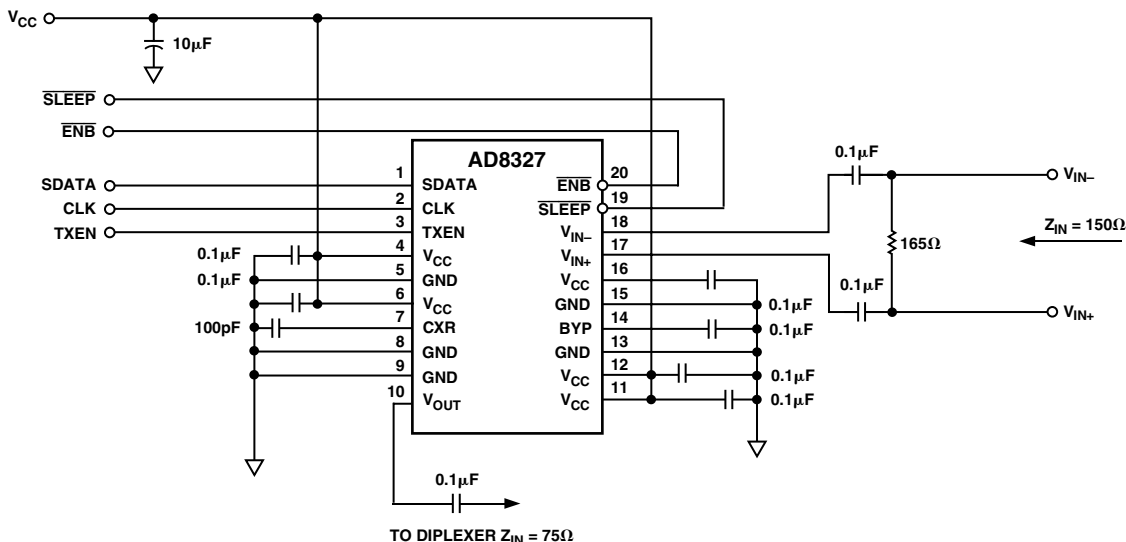 VCC
10µF
SLEEP
ENB
AD8327
SDATA
CLK
TXEN
0.1µF
0.1µF
100pF
1 SDATA
2 CLK
3 TXEN
4 VCC
5 GND
6 VCC
7 CXR
8 GND
9 GND
10 VOUT
20 ENB
19 SLEEP
18 VIN–
17 VIN+
16 VCC
15 GND
14 BYP
13 GND
12 VCC
11 VCC
0.1µF
0.1µF
0.1µF
0.1µF
0.1µF
0.1µF
165Ω
VIN–
ZIN = 150Ω
VIN+
0.1µF
TO DIPLEXER ZIN = 75Ω